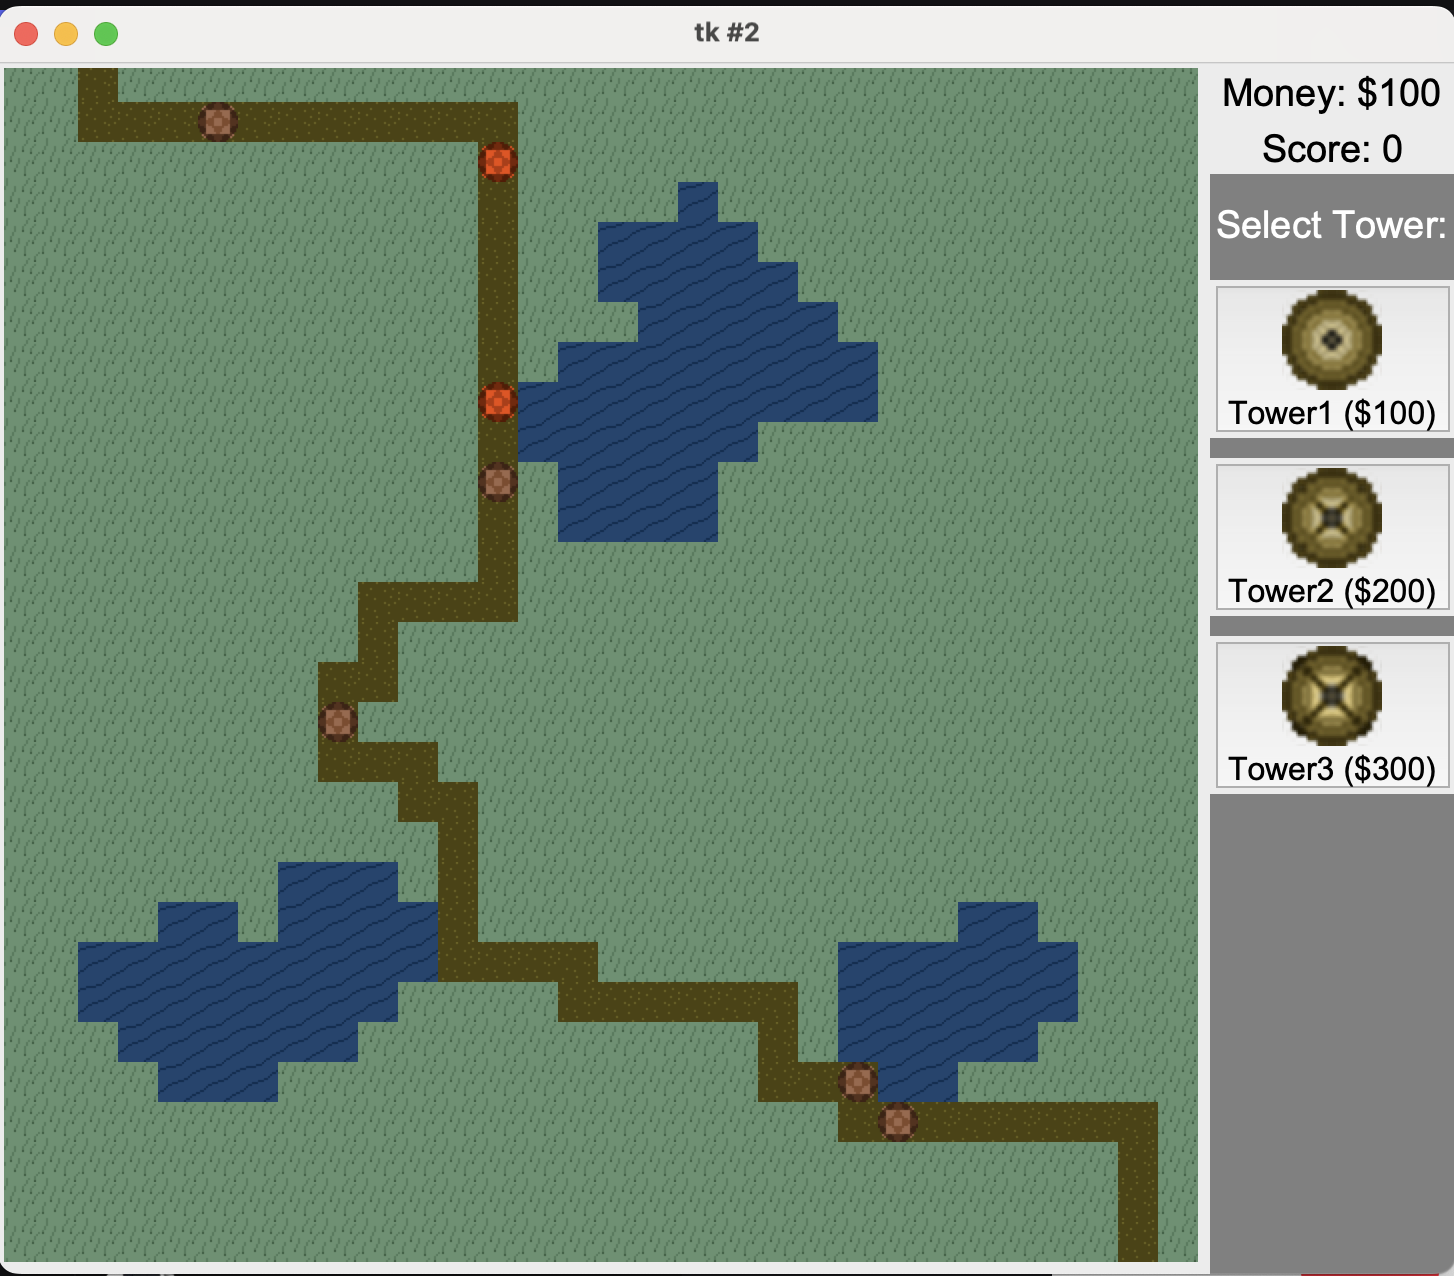 tk #2
Money: $100
Score: 0
Select Tower:
Tower1 ($100)
Tower2 ($200)
Tower3 ($300)